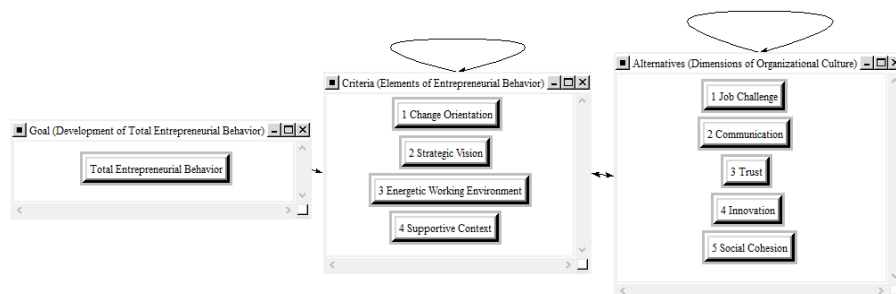 Goal (Development of Total Entrepreneurial Behavior)
Total Entrepreneurial Behavior
Criteria (Elements of Entrepreneurial Behavior)
1 Change Orientation
2 Strategic Vision
3 Energetic Working Environment
4 Supportive Context
Alternatives (Dimensions of Organizational Culture)
1 Job Challenge
2 Communication
3 Trust
4 Innovation
5 Social Cohesion